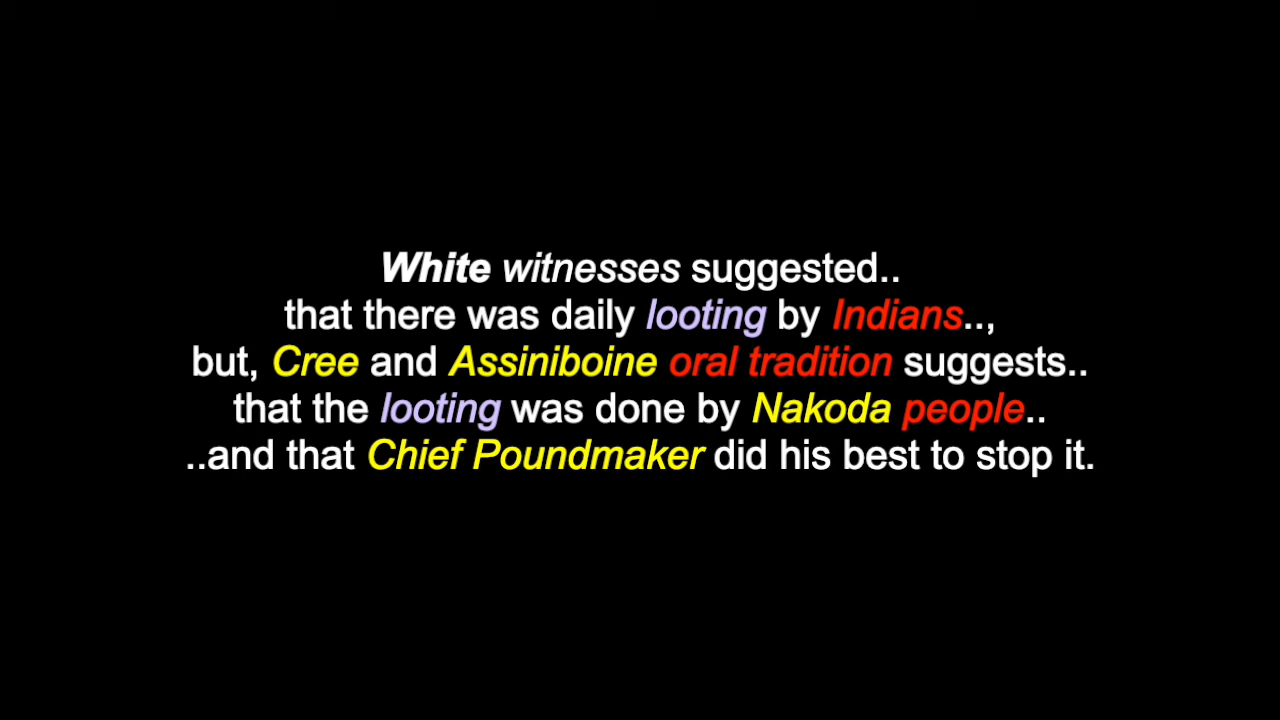 White witnesses suggested..
that there was daily looting by Indians..,
but, Cree and Assiniboine oral tradition suggests..
that the looting was done by Nakoda people..
..and that Chief Poundmaker did his best to stop it.